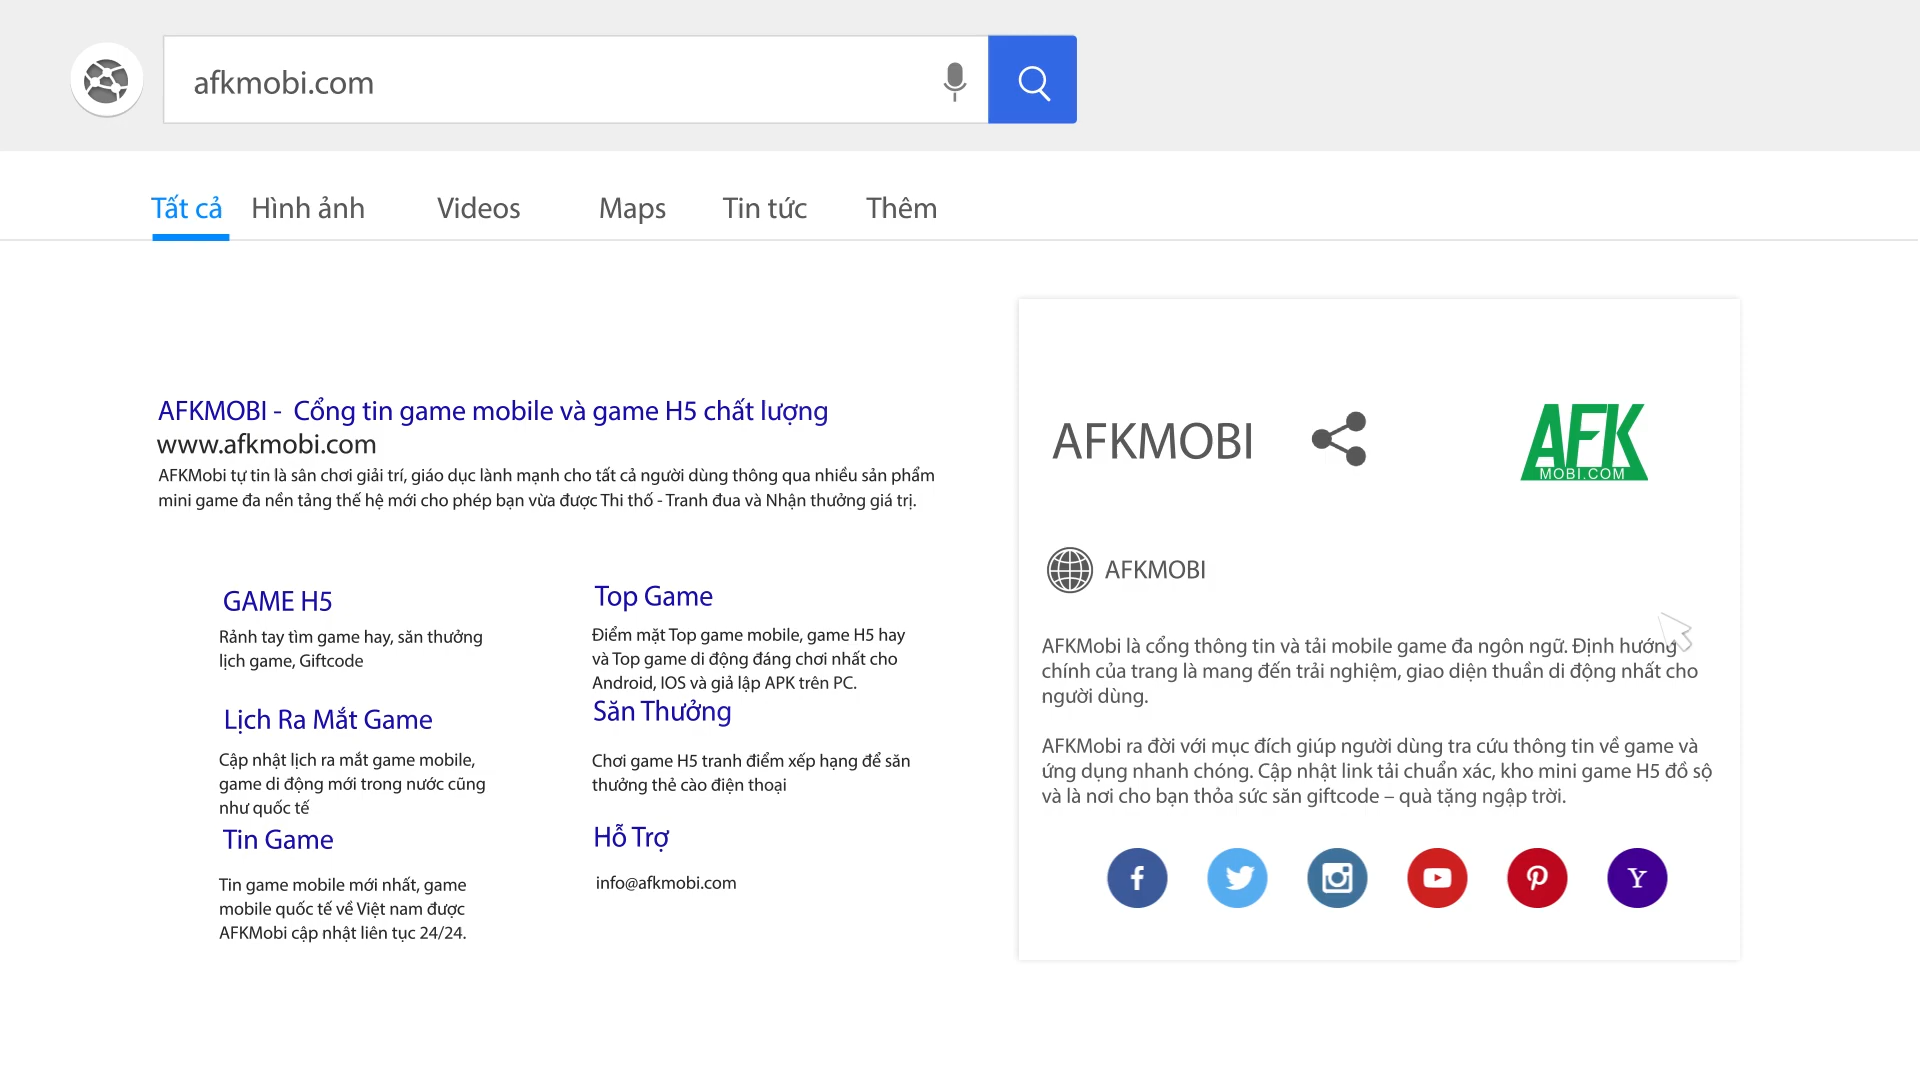 afkmobi.com
Tất cả Hình ảnh Videos Maps Tin tức Thêm
AFKMOBI - Cổng tin game mobile và game H5 chất lượng
www.afkmobi.com
AFKMobi tự tin là sân chơi giải trí, giáo dục lành mạnh cho tất cả người dùng thông qua nhiều sản phẩm
mini game đa nền tảng thế hệ mới cho phép bạn vừa được Thi thố - Tranh đua và Nhận thưởng giá trị.
GAME H5
Rảnh tay tìm game hay, săn thưởng
lịch game, Giftcode
Lịch Ra Mắt Game
Cập nhật lịch ra mắt game mobile,
game di động mới trong nước cũng
như quốc tế
Tin Game
Tin game mobile mới nhất, game
mobile quốc tế về Việt nam được
AFKMobi cập nhật liên tục 24/24.
Top Game
Điểm mặt Top game mobile, game H5 hay
và Top game di động đáng chơi nhất cho
Android, IOS và giả lập APK trên PC.
Săn Thưởng
Chơi game H5 tranh điểm xếp hạng để săn
thưởng thẻ cào điện thoại
Hỗ Trợ
info@afkmobi.com
AFKMOBI
AFK
MOBI.COM
AFKMOBI
AFKMobi là cổng thông tin và tải mobile game đa ngôn ngữ. Định hướng
chính của trang là mang đến trải nghiệm, giao diện thuần di động nhất cho
người dùng.
AFKMobi ra đời với mục đích giúp người dùng tra cứu thông tin về game và
ứng dụng nhanh chóng. Cập nhật link tải chuẩn xác, kho mini game H5 đồ sộ
và là nơi cho bạn thỏa sức săn giftcode – quà tặng ngập trời.